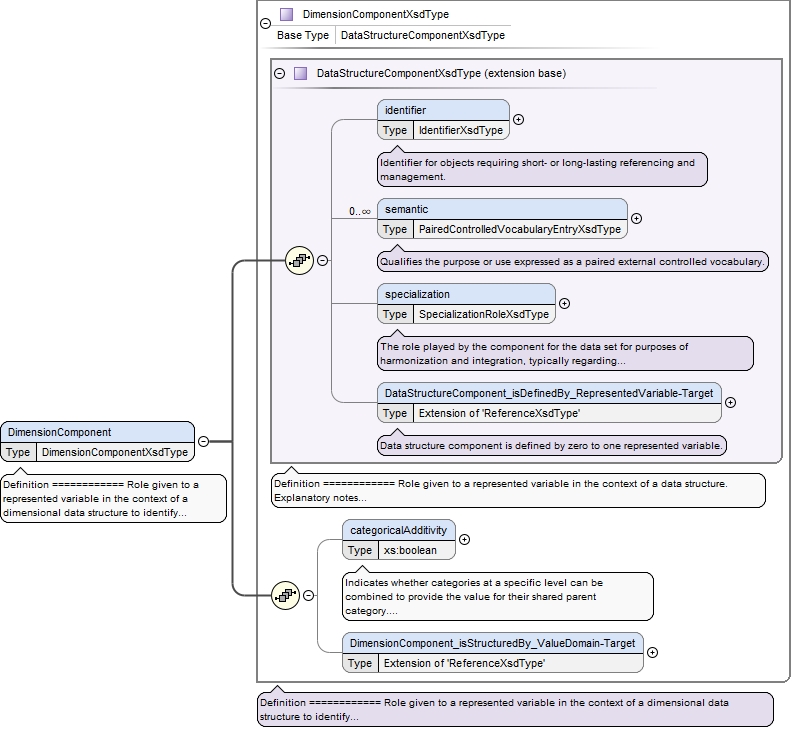 DimensionComponentXsdType
Base Type DataStructureComponentXsdType
DataStructureComponentXsdType (extension base)
identifier
Type IdentifierXsdType
Identifier for objects requiring short- or long-lasting referencing and
management.
0..∞
semantic
Type PairedControlledVocabularyEntryXsdType
Qualifies the purpose or use expressed as a paired external controlled vocabulary.
specialization
Type SpecializationRoleXsdType
The role played by the component for the data set for purposes of
harmonization and integration, typically regarding...
DataStructureComponent_isDefinedBy_RepresentedVariable-Target
Type Extension of 'ReferenceXsdType'
Data structure component is defined by zero to one represented variable.
DimensionComponent
Type DimensionComponentXsdType
Definition ============ Role given to a
represented variable in the context of a
dimensional data structure to identify...
Definition ============ Role given to a represented variable in the context of a data structure.
Explanatory notes...
categoricalAdditivity
Type xs:boolean
Indicates whether categories at a specific level can be
combined to provide the value for their shared parent
category....
DimensionComponent_isStructuredBy_ValueDomain-Target
Type Extension of 'ReferenceXsdType'
Definition ============ Role given to a represented variable in the context of a dimensional data
structure to identify...